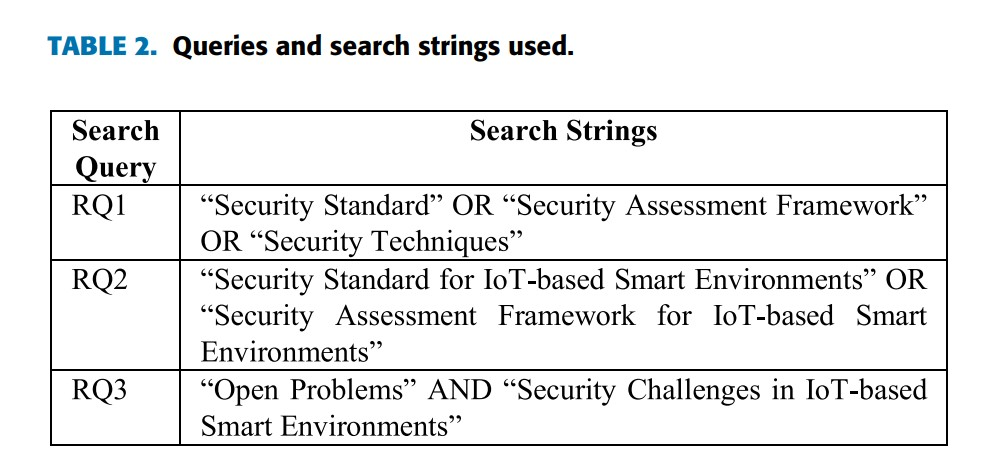 TABLE 2. Queries and search strings used.
Search
Query
Search Strings
RQ1
“Security Standard” OR “Security Assessment Framework”
OR “Security Techniques”
RQ2
“Security Standard for IoT-based Smart Environments” OR
“Security Assessment Framework for IoT-based Smart
Environments”
RQ3
“Open Problems” AND “Security Challenges in IoT-based
Smart Environments”